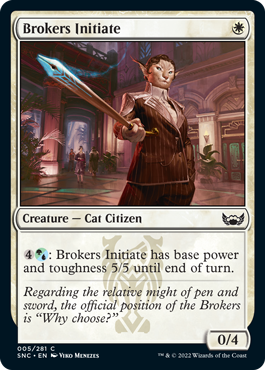 Brokers Initiate
Creature — Cat Citizen
4 : Brokers Initiate has base power
and toughness 5/5 until end of turn.
Regarding the relative might of pen and
sword, the official position of the Brokers
is “Why choose?”
0/4
005/281 C
SNC • EN Yeko Menezes
™ & © 2022 Wizards of the Coast